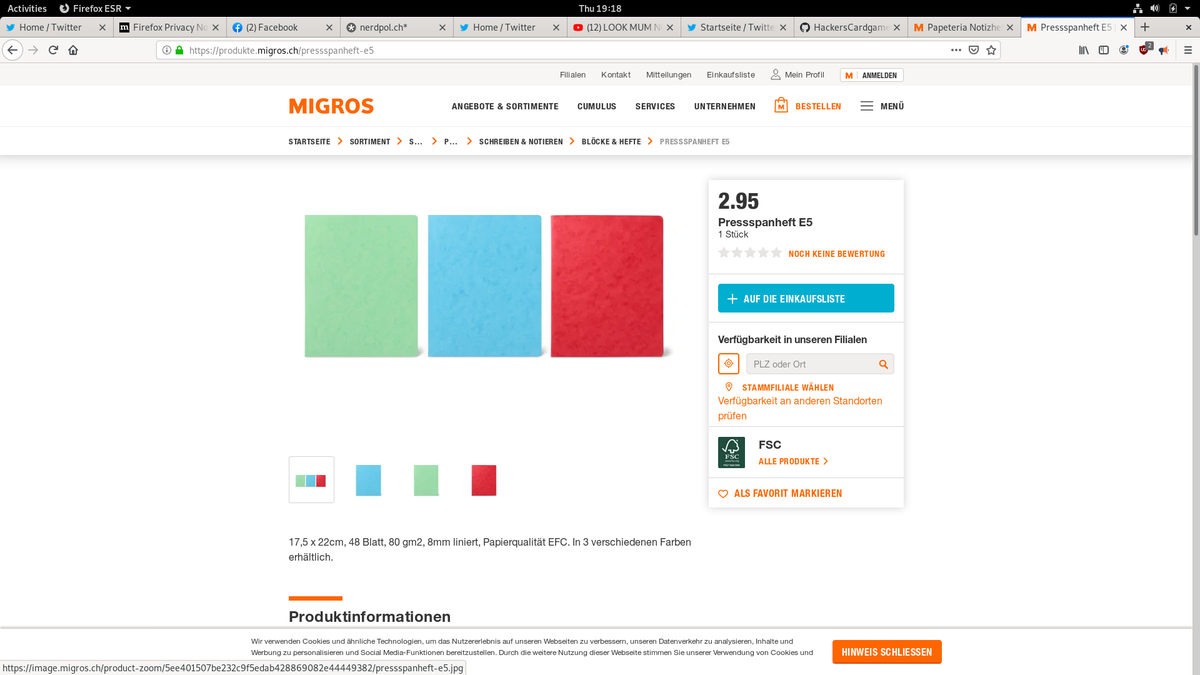 Activities
Firefox ESR
Thu 19:18
Home / Twitter
Firefox Privacy No
(2) Facebook
nerdpol.ch*
Home / Twitter
(12) LOOK MUM N
Startseite / Twitte
HackersCardgame
Papeteria Notizhe
Pressspanheft E5
https://produkte.migros.ch/pressspanheft-e5
2
Filialen
Kontakt
Mitteilungen
Einkaufsliste
Mein Profil
M ANMELDEN
MIGROS
ANGEBOTE & SORTIMENTE
CUMULUS
SERVICES
UNTERNEHMEN
M BESTELLEN
MENÜ
STARTSEITE > SORTIMENT > S... > P... > SCHREIBEN & NOTIEREN > BLÖCKE & HEFTE > PRESSSPANHEFT E5
2.95
Pressspanheft E5
1 Stück
NOCH KEINE BEWERTUNG
+ AUF DIE EINKAUFSLISTE
Verfügbarkeit in unseren Filialen
PLZ oder Ort
STAMMFILIALE WÄHLEN
Verfügbarkeit an anderen Standorten
prüfen
FSC
FSC
ALLE PRODUKTE >
ALS FAVORIT MARKIEREN
17,5 x 22cm, 48 Blatt, 80 gm2, 8mm liniert, Papierqualität EFC. In 3 verschiedenen Farben
erhältlich.
Produktinformationen
Wir verwenden Cookies und ähnliche Technologien, um das Nutzererlebnis auf unseren Webseiten zu verbessern, unseren Datenverkehr zu analysieren, Inhalte und
Werbung zu personalisieren und Social Media-Funktionen bereitzustellen. Durch die weitere Nutzung dieser Webseite stimmen Sie unserer Verwendung von Cookies und
HINWEIS SCHLIESSEN
https://image.migros.ch/product-zoom/5ee401507be232c9f5edab428869082e44449382/pressspanheft-e5.jpg